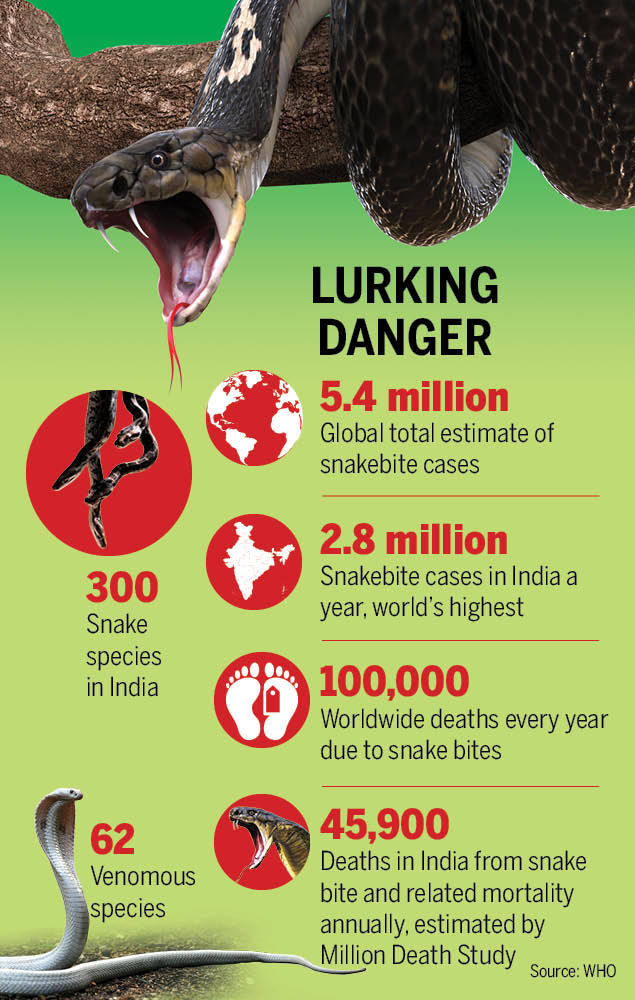 LURKING
DANGER
5.4 million
Global total estimate of
snakebite cases
2.8 million
Snakebite cases in India a
year, world's highest
100,000
Worldwide deaths every year
due to snake bites
45,900
Deaths in India from snake
bite and related mortality
annually, estimated by
Million Death Study
300
Snake
species
in India
62
Venomous
species
Source: WHO